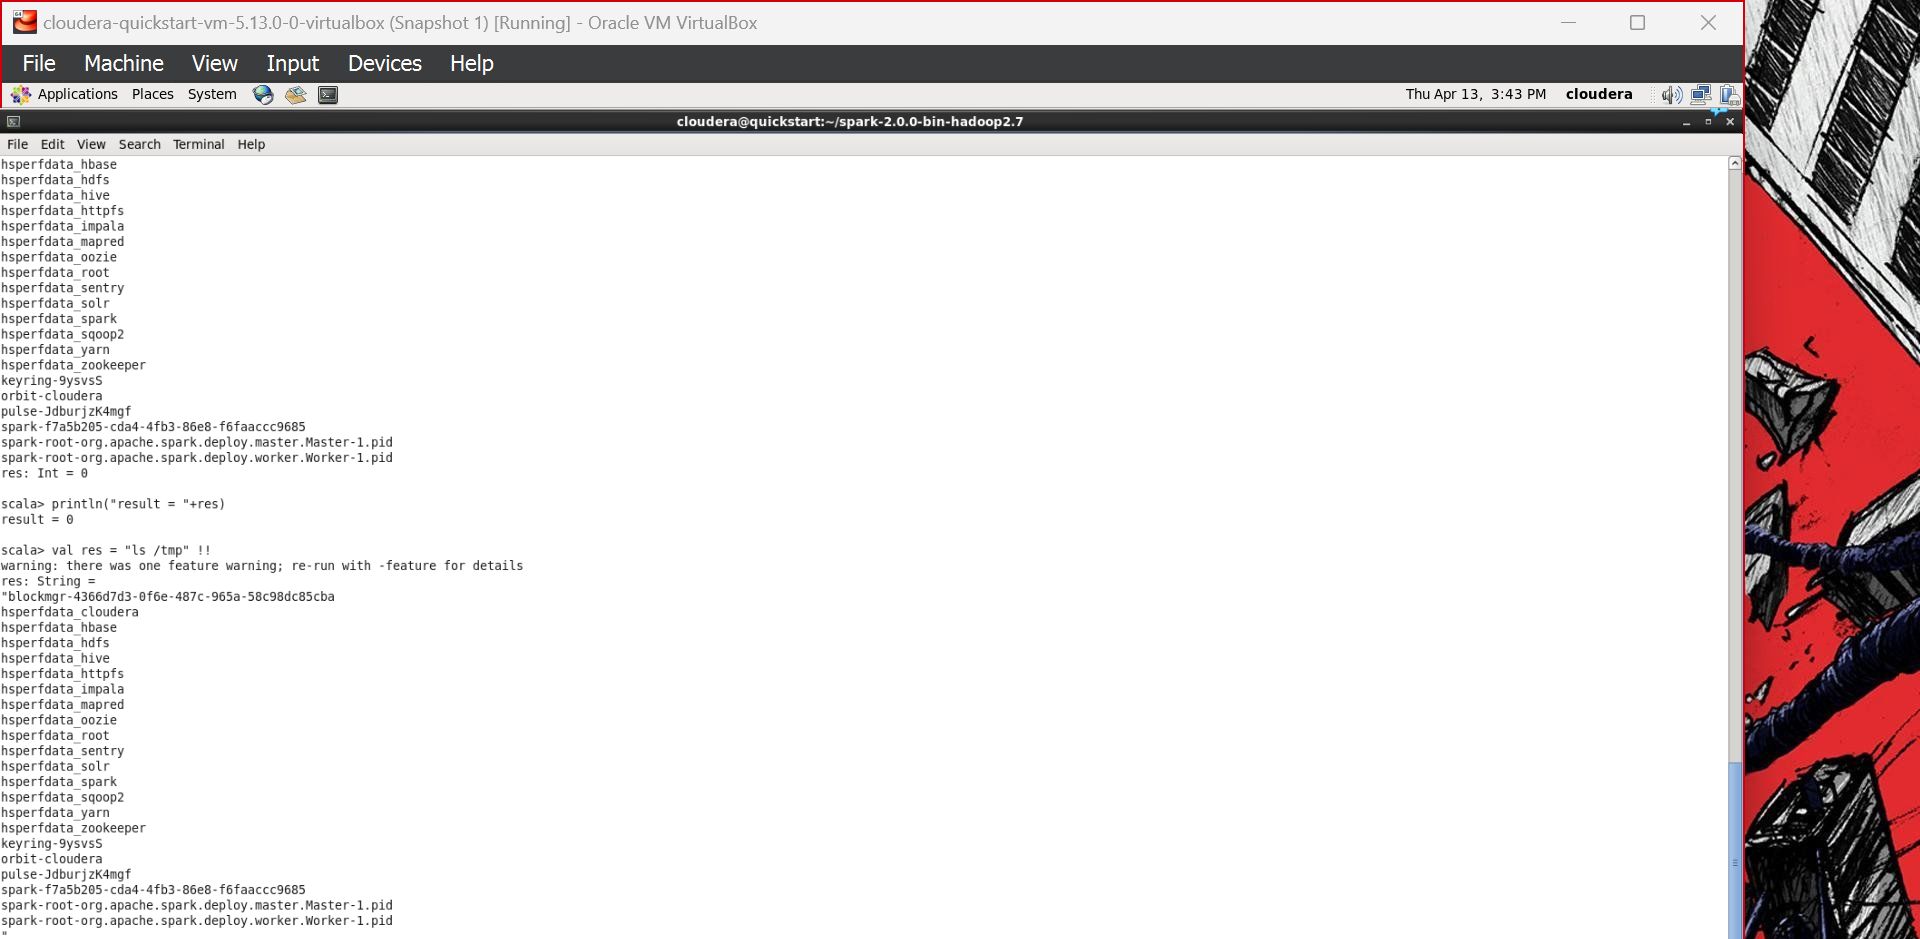 cloudera-quickstart-vm-5.13.0-0-virtualbox (Snapshot 1) [Running] - Oracle VM VirtualBox
File Machine View Input Devices Help
Applications Places System Thu Apr 13, 3:43 PM cloudera
cloudera@quickstart:~/spark-2.0.0-bin-hadoop2.7
File Edit View Search Terminal Help
hsperfdata_hbase
hsperfdata_hdfs
hsperfdata_hive
hsperfdata_httpfs
hsperfdata_impala
hsperfdata_mapred
hsperfdata_oozie
hsperfdata_root
hsperfdata_sentry
hsperfdata_solr
hsperfdata_spark
hsperfdata_sqoop2
hsperfdata_yarn
hsperfdata_zookeeper
keyring-9ysvsS
orbit-cloudera
pulse-JdburjzK4mgf
spark-f7a5b205-cda4-4fb3-86e8-f6faaccc9685
spark-root-org.apache.spark.deploy.master.Master-1.pid
spark-root-org.apache.spark.deploy.worker.Worker-1.pid
res: Int = 0
scala> println("result = "+res)
result = 0
scala> val res = "ls /tmp" !!
warning: there was one feature warning; re-run with -feature for details
res: String =
"blockmgr-4366d7d3-0f6e-487c-965a-58c98dc85cba
hsperfdata_cloudera
hsperfdata_hbase
hsperfdata_hdfs
hsperfdata_hive
hsperfdata_httpfs
hsperfdata_impala
hsperfdata_mapred
hsperfdata_oozie
hsperfdata_root
hsperfdata_sentry
hsperfdata_solr
hsperfdata_spark
hsperfdata_sqoop2
hsperfdata_yarn
hsperfdata_zookeeper
keyring-9ysvsS
orbit-cloudera
pulse-JdburjzK4mgf
spark-f7a5b205-cda4-4fb3-86e8-f6faaccc9685
spark-root-org.apache.spark.deploy.master.Master-1.pid
spark-root-org.apache.spark.deploy.worker.Worker-1.pid
"